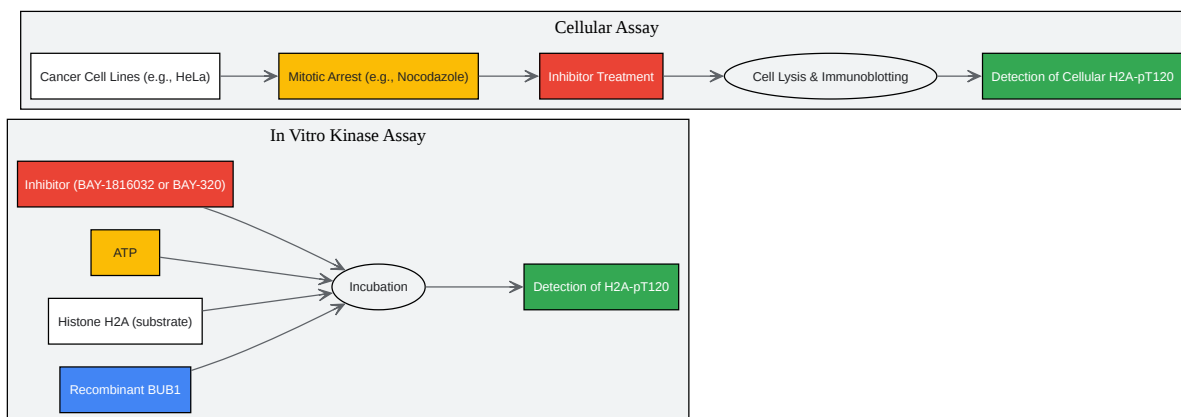 Cellular Assay
Cancer Cell Lines (e.g., HeLa)
Mitotic Arrest (e.g., Nocodazole)
Inhibitor Treatment
Cell Lysis & Immunoblotting
Detection of Cellular H2A-pT120
In Vitro Kinase Assay
Inhibitor (BAY-1816032 or BAY-320)
ATP
Histone H2A (substrate)
Recombinant BUB1
Incubation
Detection of H2A-pT120